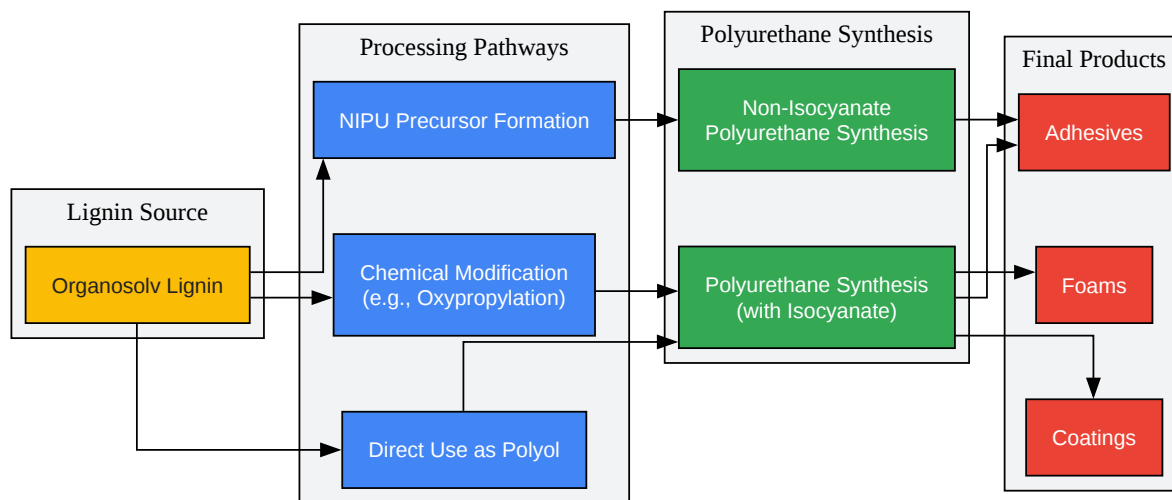 Lignin Source
Organosolv Lignin
Processing Pathways
NIPU Precursor Formation
Chemical Modification
(e.g., Oxypropylation)
Direct Use as Polyol
Polyurethane Synthesis
Non-Isocyanate
Polyurethane Synthesis
Polyurethane Synthesis
(with Isocyanate)
Final Products
Adhesives
Foams
Coatings